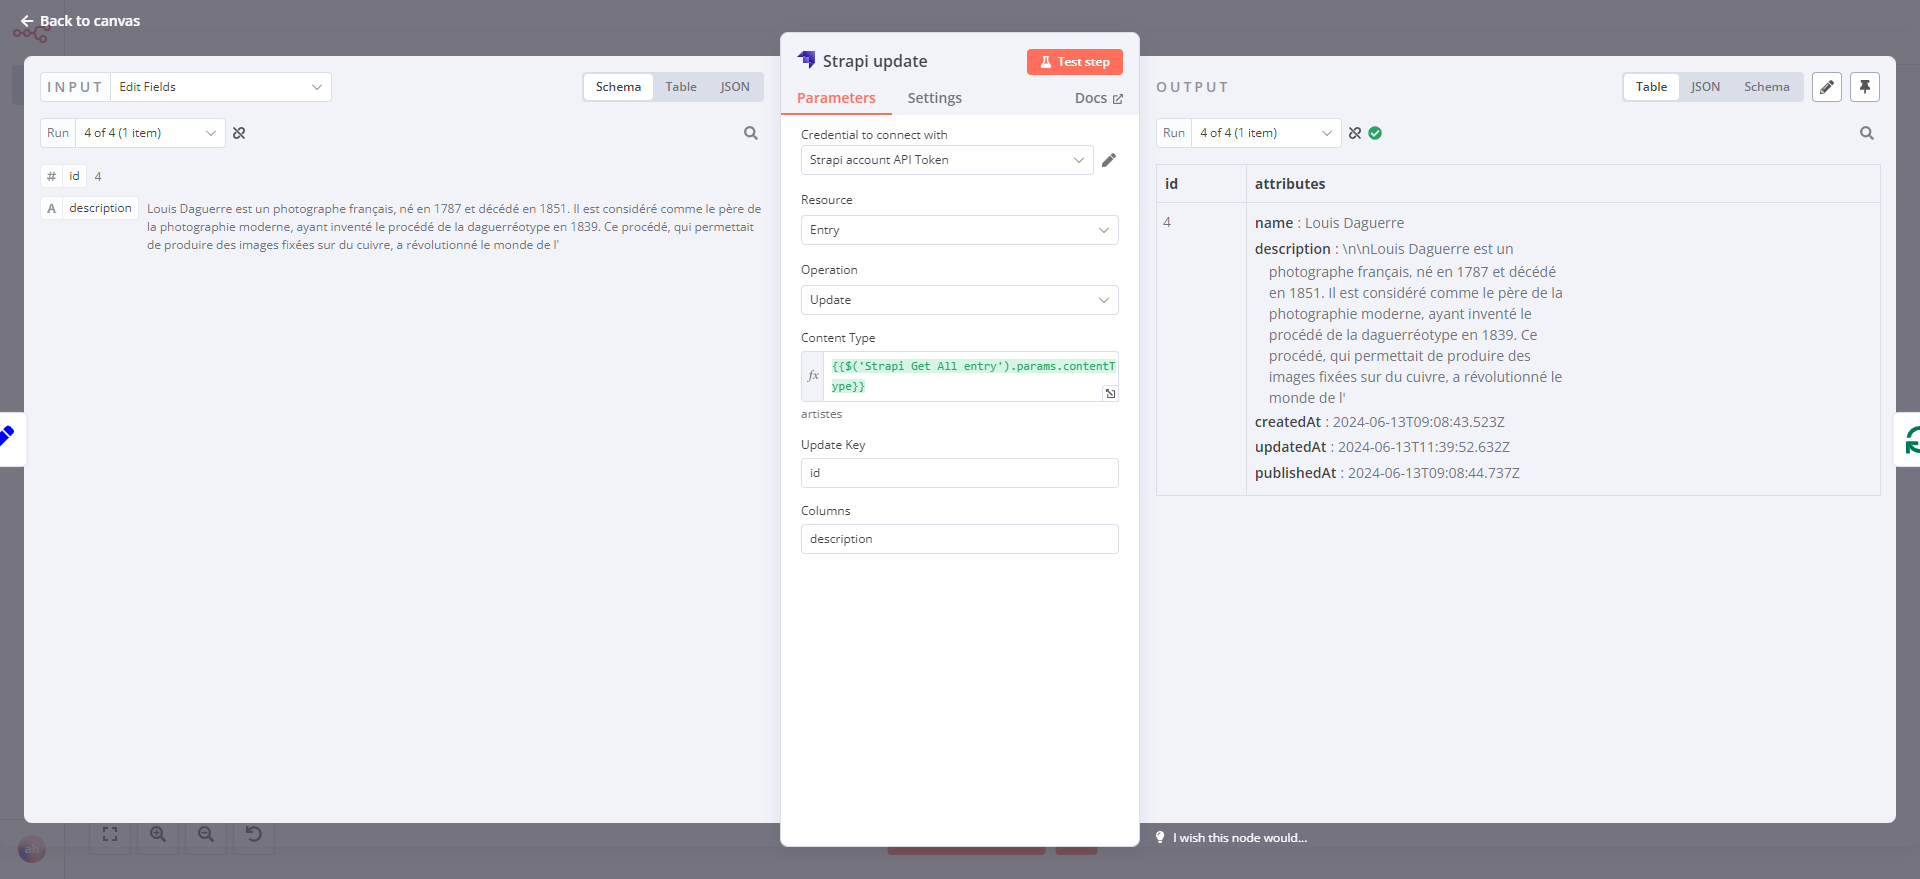 Back to canvas
INPUT Edit Fields
Schema Table JSON
Run 4 of 4 (1 item)
# id 4
A description Louis Daguerre est un photographe français, né en 1787 et décédé en 1851. Il est considéré comme le père de
la photographie moderne, ayant inventé le procédé de la daguerréotype en 1839. Ce procédé, qui permettait
de produire des images fixées sur du cuivre, a révolutionné le monde de l'
Strapi update
Test step
Parameters Settings Docs
Credential to connect with
Strapi account API Token
Resource
Entry
Operation
Update
Content Type
fx {{$('Strapi Get All entry').params.contentT
ype}}
artistes
Update Key
id
Columns
description
OUTPUT
Table JSON Schema
Run 4 of 4 (1 item)
id attributes
4 name : Louis Daguerre
description : \n\nLouis Daguerre est un
photographe français, né en 1787 et décédé
en 1851. Il est considéré comme le père de la
photographie moderne, ayant inventé le
procédé de la daguerréotype en 1839. Ce
procédé, qui permettait de produire des
images fixées sur du cuivre, a révolutionné le
monde de l'
createdAt : 2024-06-13T09:08:43.523Z
updatedAt : 2024-06-13T11:39:52.632Z
publishedAt : 2024-06-13T09:08:44.737Z
ah
I wish this node would...